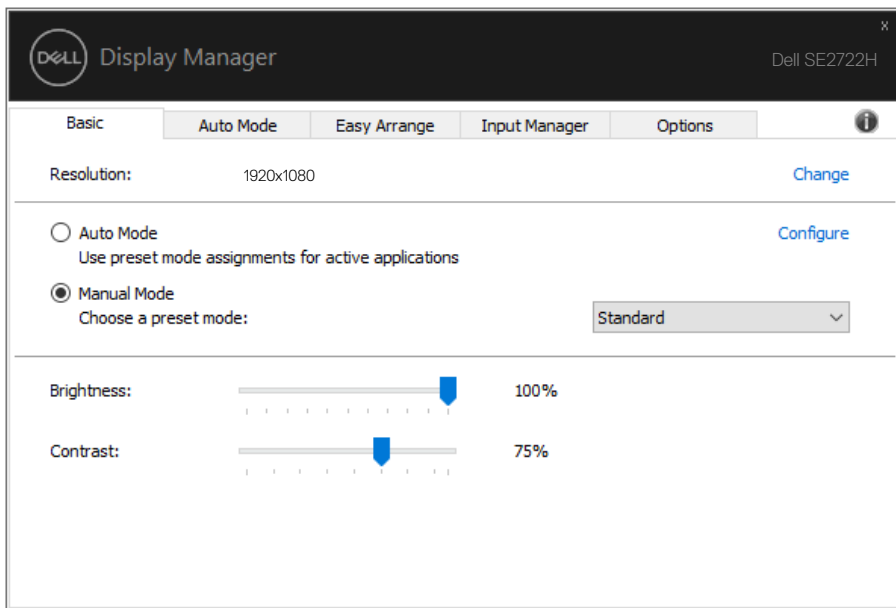 x
DELL Display Manager
Dell SE2722H
Basic Auto Mode Easy Arrange Input Manager Options
Resolution: 1920x1080 Change
Auto Mode Configure
Use preset mode assignments for active applications
Manual Mode
Choose a preset mode: Standard
Brightness: 100%
Contrast: 75%